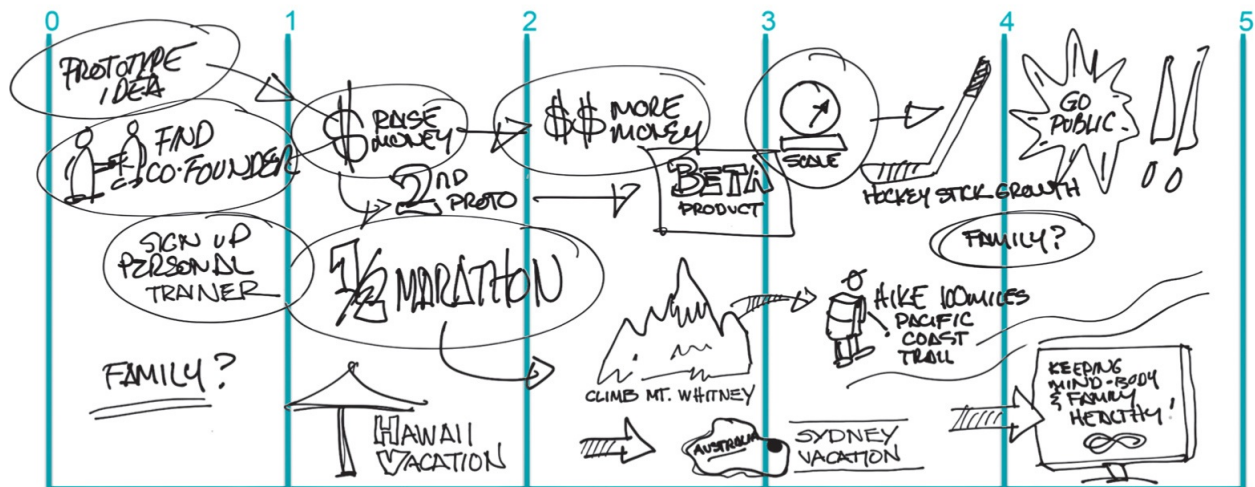 0 1 2 3 4 5
PROTOTYPE
IDEA
FIND
CO-FOUNDER
$ RAISE
MONEY
2ND
PROTO
$$ MORE
MONEY
BETA
PRODUCT
SCALE
HOCKEY STICK GROWTH
GO
PUBLIC
!!
SIGN UP
PERSONAL
TRAINER
1/2 MARATHON
FAMILY?
CLIMB MT. WHITNEY
HIKE 100 MILES
PACIFIC
COAST
TRAIL
FAMILY?
HAWAII
VACATION
AUSTRALIA
SYDNEY
VACATION
KEEPING
MIND-BODY
& FAMILY
HEALTHY!